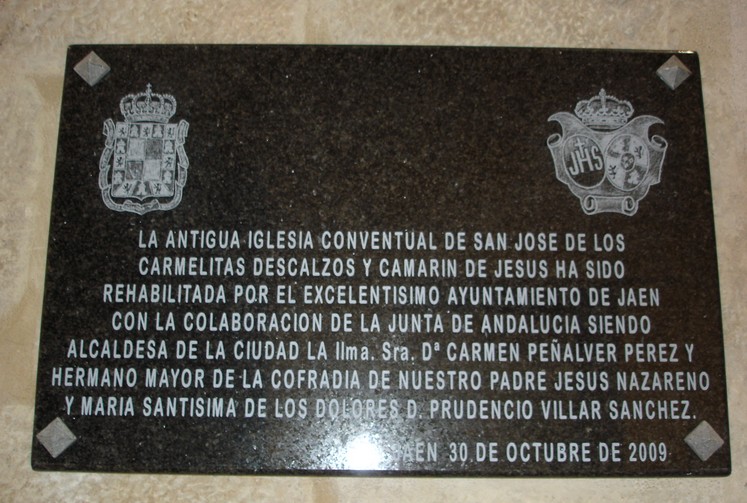 JHS
LA ANTIGUA IGLESIA CONVENTUAL DE SAN JOSE DE LOS
CARMELITAS DESCALZOS Y CAMARIN DE JESUS HA SIDO
REHABILITADA POR EL EXCELENTISIMO AYUNTAMIENTO DE JAEN
CON LA COLABORACION DE LA JUNTA DE ANDALUCIA SIENDO
ALCALDESA DE LA CIUDAD LA Ilma. Sra. Dª CARMEN PEÑALVER PEREZ Y
HERMANO MAYOR DE LA COFRADIA DE NUESTRO PADRE JESUS NAZARENO
Y MARIA SANTISIMA DE LOS DOLORES D. PRUDENCIO VILLAR SANCHEZ.
30 DE OCTUBRE DE 2009